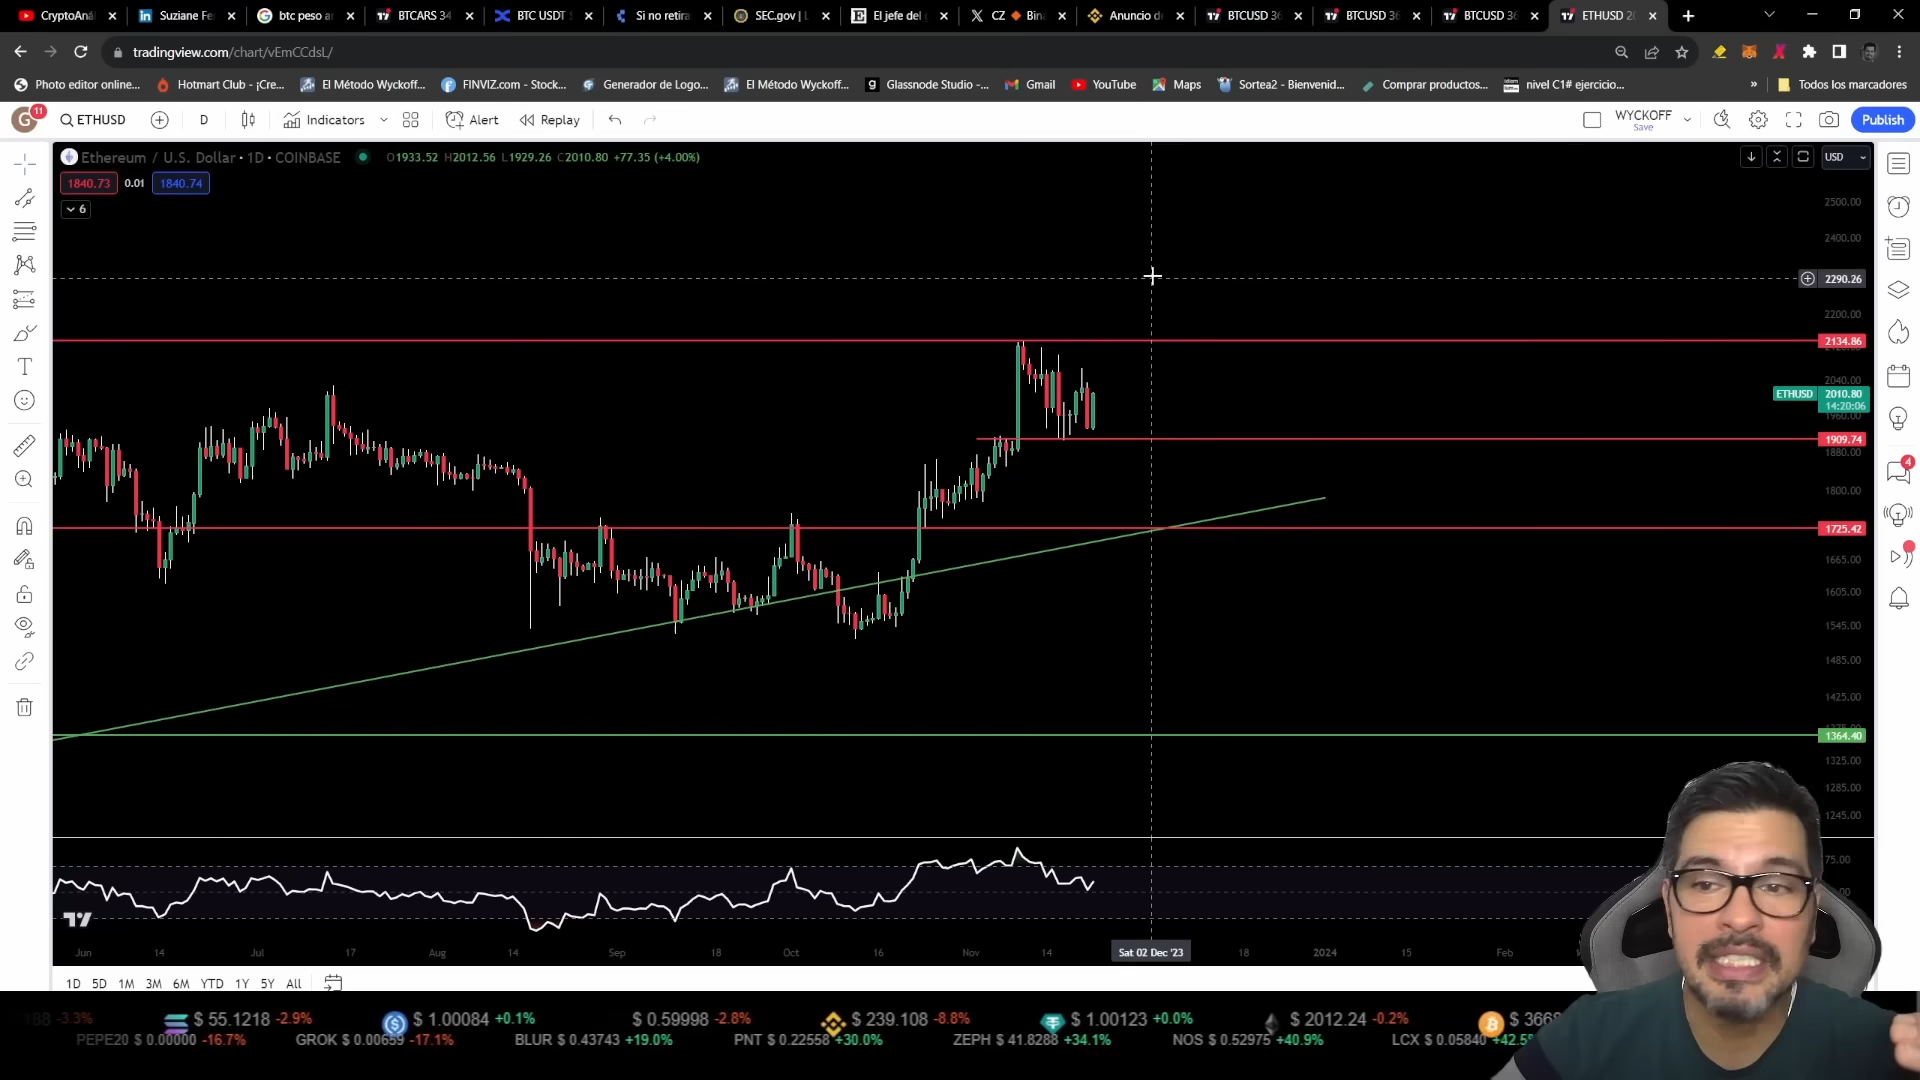 CryptoAnál
Suziane Fe
btc peso ar
BTCARS 34
BTC USDT
Si no retira
SEC.gov | L
El jefe del
CZ 🔶 Bina
Anuncio d
BTCUSD 36
BTCUSD 36
BTCUSD 36
ETHUSD 2
tradingview.com/chart/vEmCCdsL/
Photo editor online...
Hotmart Club - ¡Cre...
El Método Wyckoff...
FINVIZ.com - Stock...
Generador de Logo...
El Método Wyckoff...
Glassnode Studio -...
Gmail
YouTube
Maps
Sortea2 - Bienvenid...
Comprar productos...
nivel C1# ejercicio...
»
Todos los marcadores
G 11
ETHUSD
D
Indicators
Alert
Replay
WYCKOFF
Save
Publish
Ethereum / U.S. Dollar • 1D • COINBASE
O1933.52 H2012.56 L1929.26 C2010.80 +77.35 (+4.00%)
USD
1840.73 0.01 1840.74
6
2500.00
2400.00
2290.26
2200.00
2134.86
2040.00
ETHUSD 2010.80
14:20:06
1909.74
1880.00
4
1800.00
1725.42
1665.00
1605.00
1545.00
1485.00
1425.00
1364.40
1325.00
1285.00
1245.00
75.00
Jun 14 Jul 17 Aug 14 Sep 18 Oct 16 Nov 14 Sat 02 Dec '23 18 2024 15 Feb
1D 5D 1M 3M 6M YTD 1Y 5Y All
-3.3% $ 55.1218 -2.9% $ 1.00084 +0.1% $ 0.59998 -2.8% $ 239.108 -8.8% $ 1.00123 +0.0% $ 2012.24 -0.2% $ 366
PEPE20 $ 0.00000 -16.7% GROK $ 0.00659 -17.1% BLUR $ 0.43743 +19.0% PNT $ 0.22558 +30.0% ZEPH $ 41.8288 +34.1% NOS $ 0.52975 +40.9% LCX $ 0.05840 +42.5%